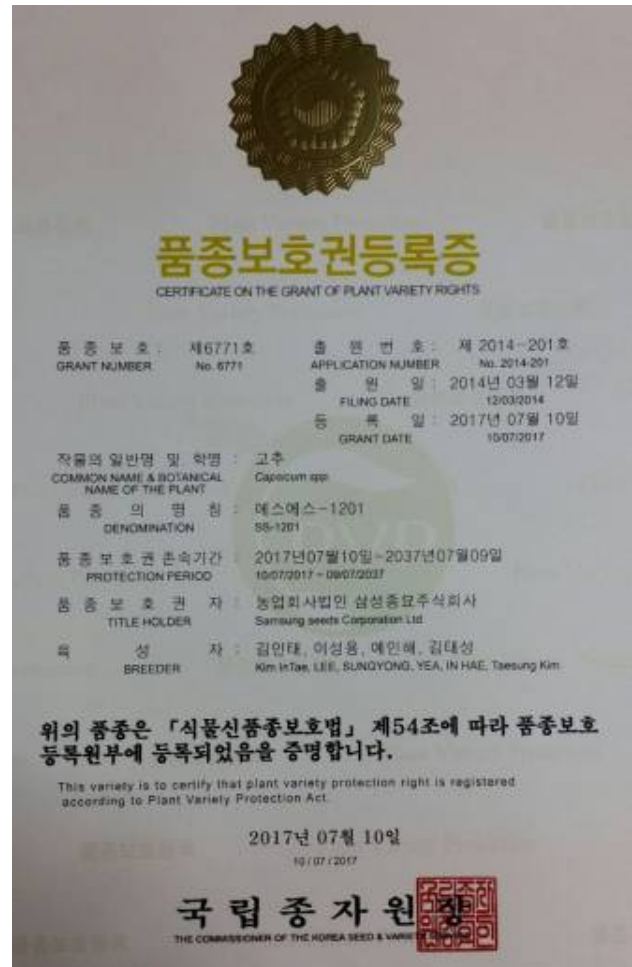 품종보호권등록증
CERTIFICATE ON THE GRANT OF PLANT VARIETY RIGHTS
품 종 보 호 : 제6771호 출 원 번 호 : 제 2014-201호
GRANT NUMBER No. 6771 APPLICATION NUMBER No. 2014-201
출 원 일 : 2014년 03월 12일
FILING DATE 12/03/2014
등 록 일 : 2017년 07월 10일
GRANT DATE 10/07/2017
작물의 일반명 및 학명 : 고추
COMMON NAME & BOTANICAL Capsicum spp.
NAME OF THE PLANT
품 종 의 명 칭 : 에스에스-1201
DENOMINATION SS-1201
품 종 보 호 권 존 속 기 간 : 2017년07월10일~2037년07월09일
PROTECTION PERIOD 10/07/2017 ~ 09/07/2037
품 종 보 호 권 자 : 농업회사법인 삼성종묘주식회사
TITLE HOLDER Samsung seeds Corporation Ltd
육 성 자 : 김인태, 이성용, 예인해, 김태성
BREEDER Kim InTae, LEE, SUNGYONG, YEA, IN HAE, Taesung Kim
위의 품종은 「식물신품종보호법」 제54조에 따라 품종보호
등록원부에 등록되었음을 증명합니다.
This variety is to certify that plant variety protection right is registered
according to Plant Variety Protection Act.
2017년 07월 10일
10 / 07 / 2017
국 립 종 자 원 장
THE COMMISSIONER OF THE KOREA SEED & VARIETY